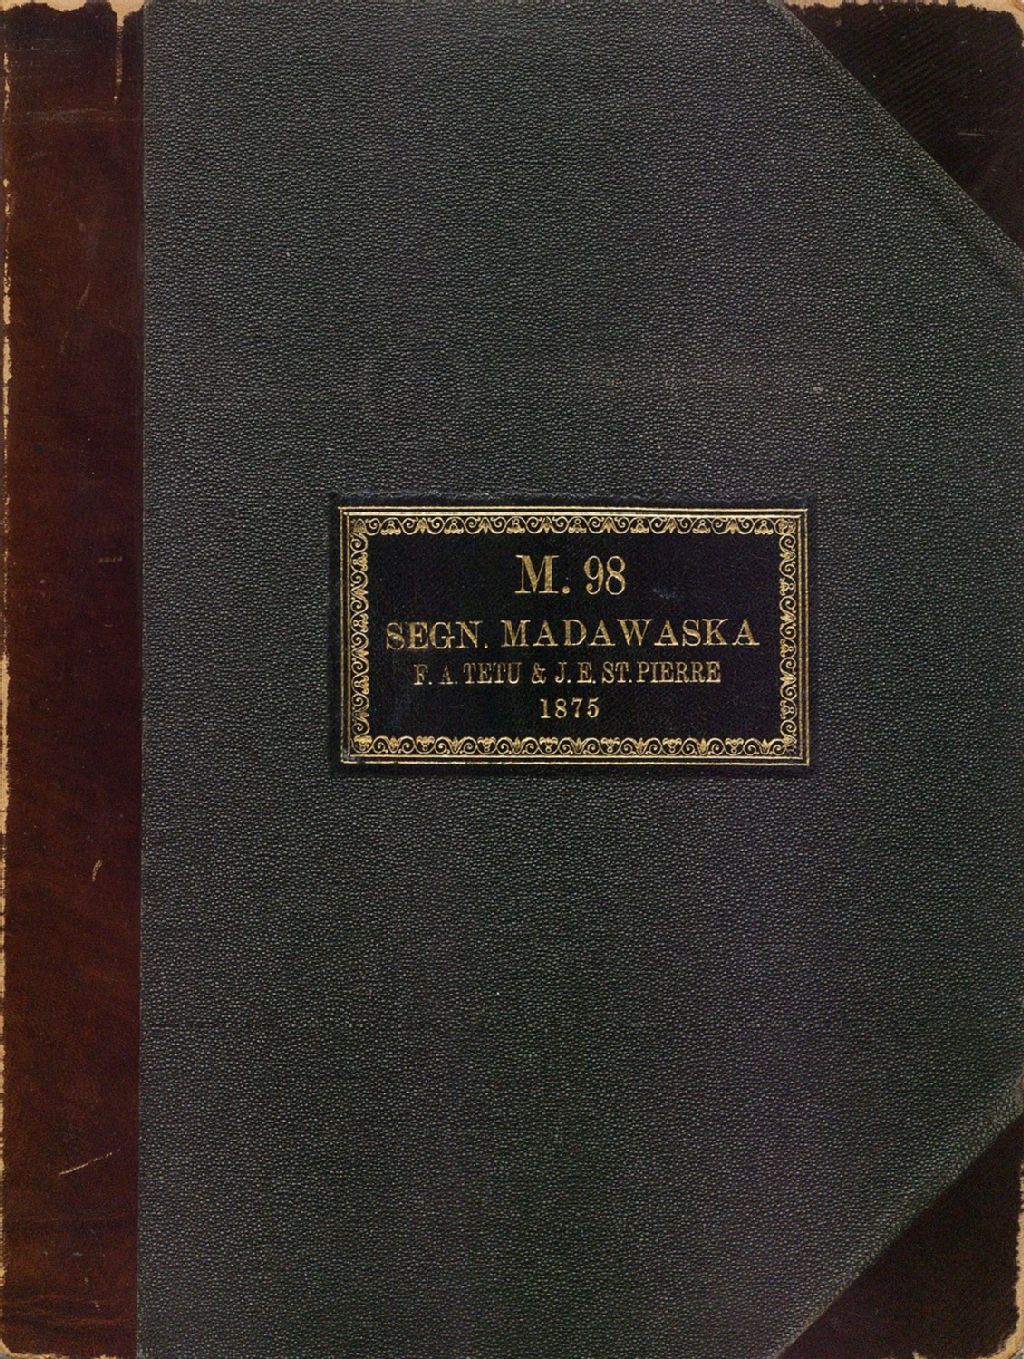 M. 98
SEGN. MADAWASKA
F. A. TETU & J. E. ST. PIERRE
1875